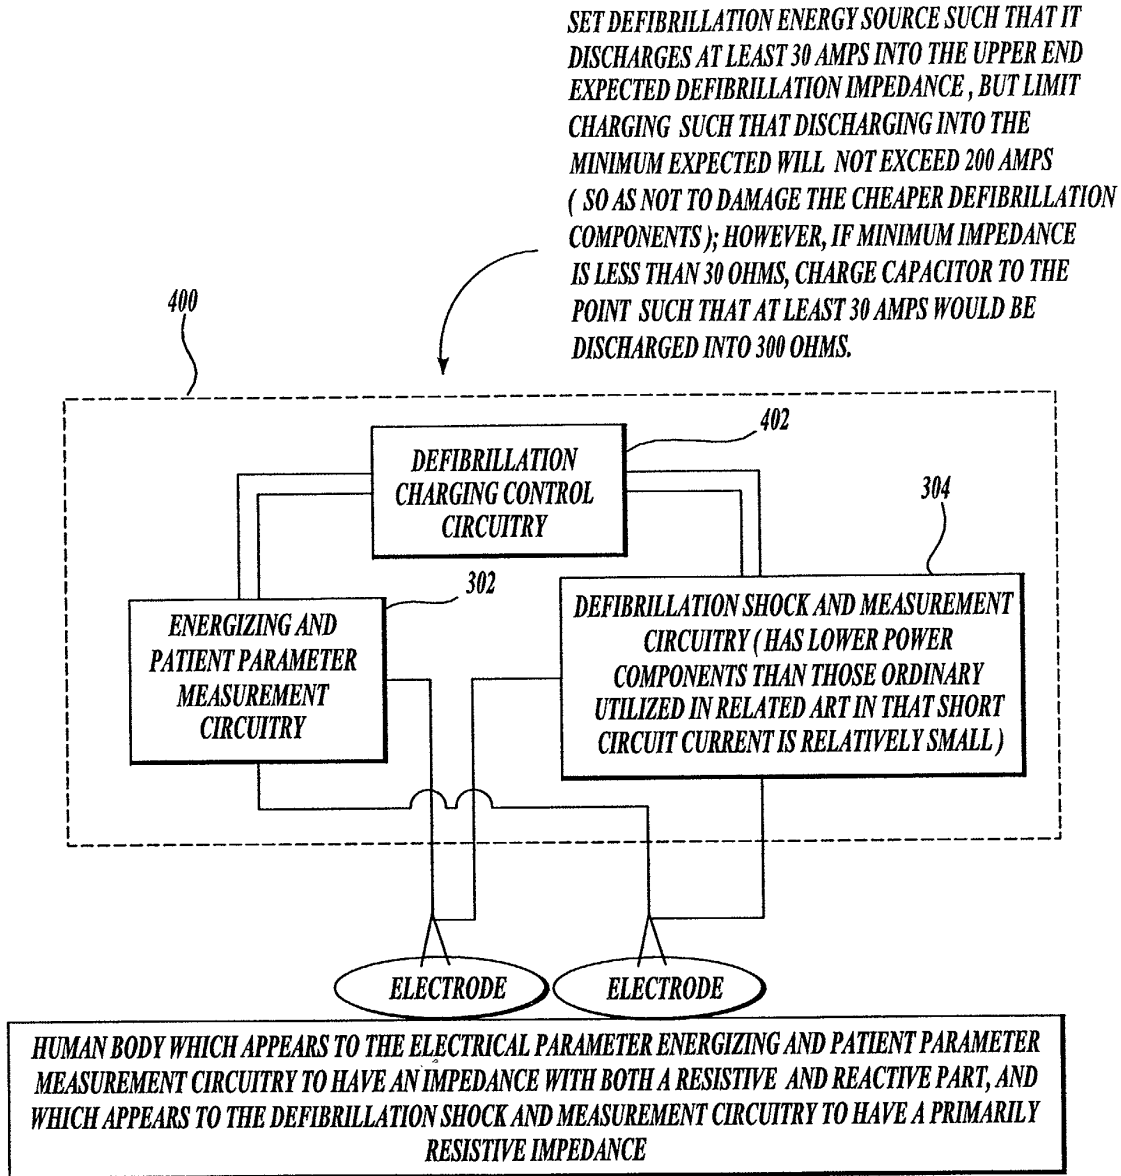 SET DEFIBRILLATION ENERGY SOURCE SUCH THAT IT
DISCHARGES AT LEAST 30 AMPS INTO THE UPPER END
EXPECTED DEFIBRILLATION IMPEDANCE, BUT LIMIT
CHARGING SUCH THAT DISCHARGING INTO THE
MINIMUM EXPECTED WILL NOT EXCEED 200 AMPS
( SO AS NOT TO DAMAGE THE CHEAPER DEFIBRILLATION
COMPONENTS ); HOWEVER, IF MINIMUM IMPEDANCE
IS LESS THAN 30 OHMS, CHARGE CAPACITOR TO THE
POINT SUCH THAT AT LEAST 30 AMPS WOULD BE
DISCHARGED INTO 300 OHMS.
400
402
DEFIBRILLATION
CHARGING CONTROL
CIRCUITRY
304
302
ENERGIZING AND
PATIENT PARAMETER
MEASUREMENT
CIRCUITRY
DEFIBRILLATION SHOCK AND MEASUREMENT
CIRCUITRY ( HAS LOWER POWER
COMPONENTS THAN THOSE ORDINARY
UTILIZED IN RELATED ART IN THAT SHORT
CIRCUIT CURRENT IS RELATIVELY SMALL )
ELECTRODE
ELECTRODE
HUMAN BODY WHICH APPEARS TO THE ELECTRICAL PARAMETER ENERGIZING AND PATIENT PARAMETER
MEASUREMENT CIRCUITRY TO HAVE AN IMPEDANCE WITH BOTH A RESISTIVE AND REACTIVE PART, AND
WHICH APPEARS TO THE DEFIBRILLATION SHOCK AND MEASUREMENT CIRCUITRY TO HAVE A PRIMARILY
RESISTIVE IMPEDANCE